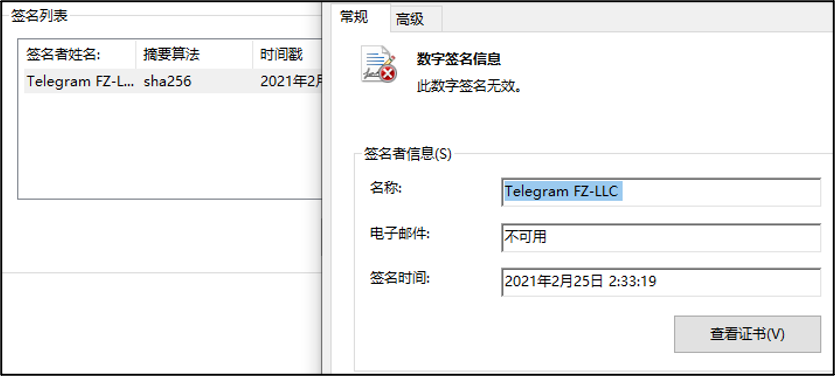 签名列表
签名者姓名: 摘要算法 时间戳
Telegram FZ-L... sha256 2021年2月
常规 高级
数字签名信息
此数字签名无效。
签名者信息(S)
名称: Telegram FZ-LLC
电子邮件: 不可用
签名时间: 2021年2月25日 2:33:19
查看证书(V)